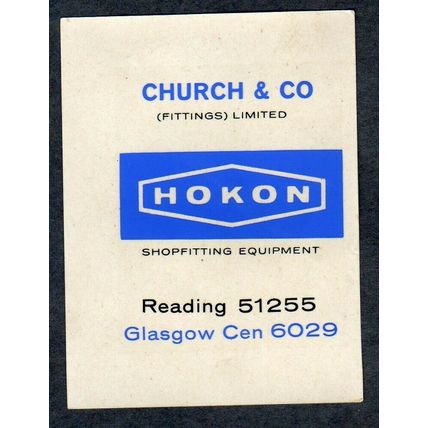 CHURCH & CO
(FITTINGS) LIMITED
HOKON
SHOPFITTING EQUIPMENT
Reading 51255
Glasgow Cen 6029